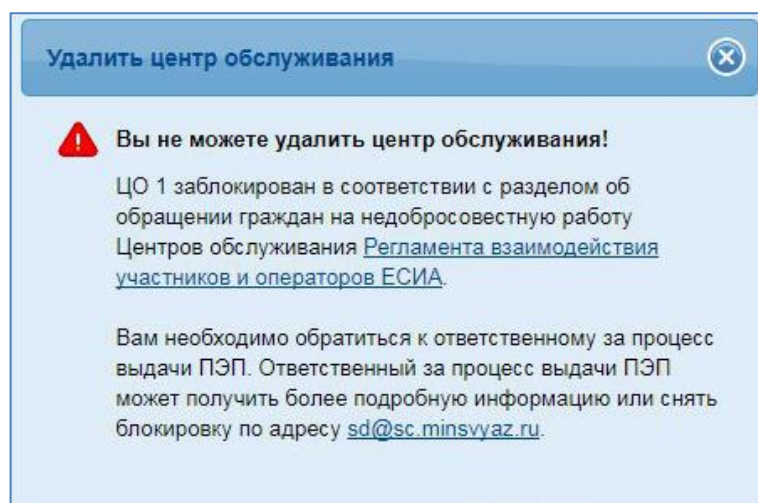 Удалить центр обслуживания
Вы не можете удалить центр обслуживания!
ЦО 1 заблокирован в соответствии с разделом об
обращении граждан на недобросовестную работу
Центров обслуживания Регламента взаимодействия
участников и операторов ЕСИА.
Вам необходимо обратиться к ответственному за процесс
выдачи ПЭП. Ответственный за процесс выдачи ПЭП
может получить более подробную информацию или снять
блокировку по адресу sd@sc.minsvyaz.ru.